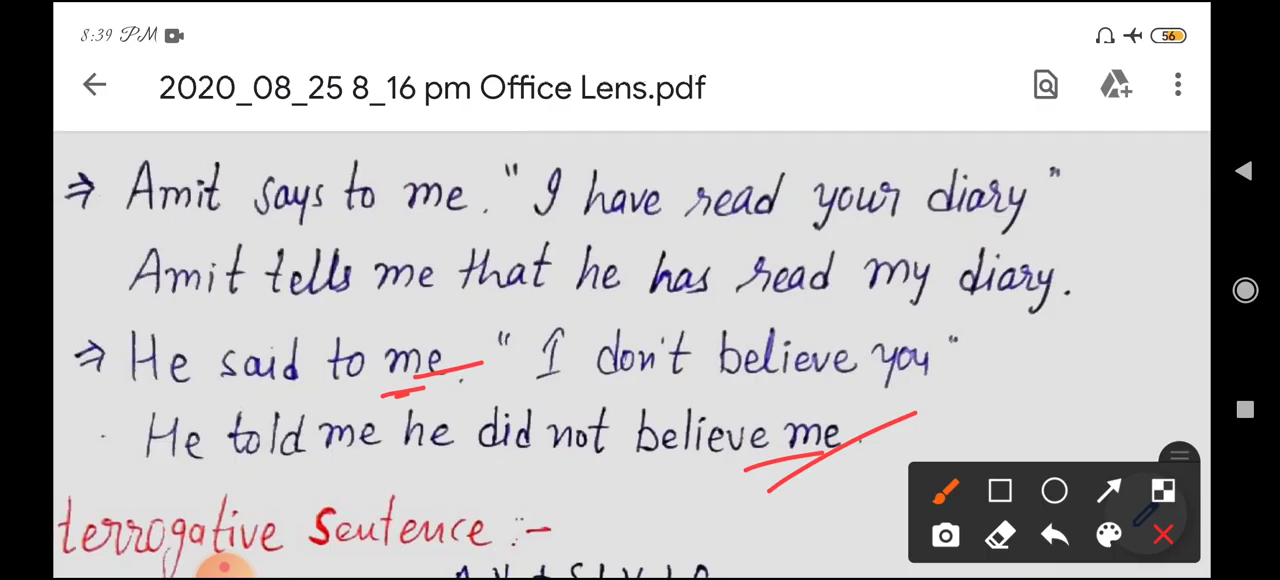 8:39 PM
56
2020_08_25 8_16 pm Office Lens.pdf
⇒ Amit says to me. "I have read your diary"
Amit tells me that he has read my diary.
⇒ He said to me. "I don't believe you"
He told me he did not believe me.
terrogative Sentence :-